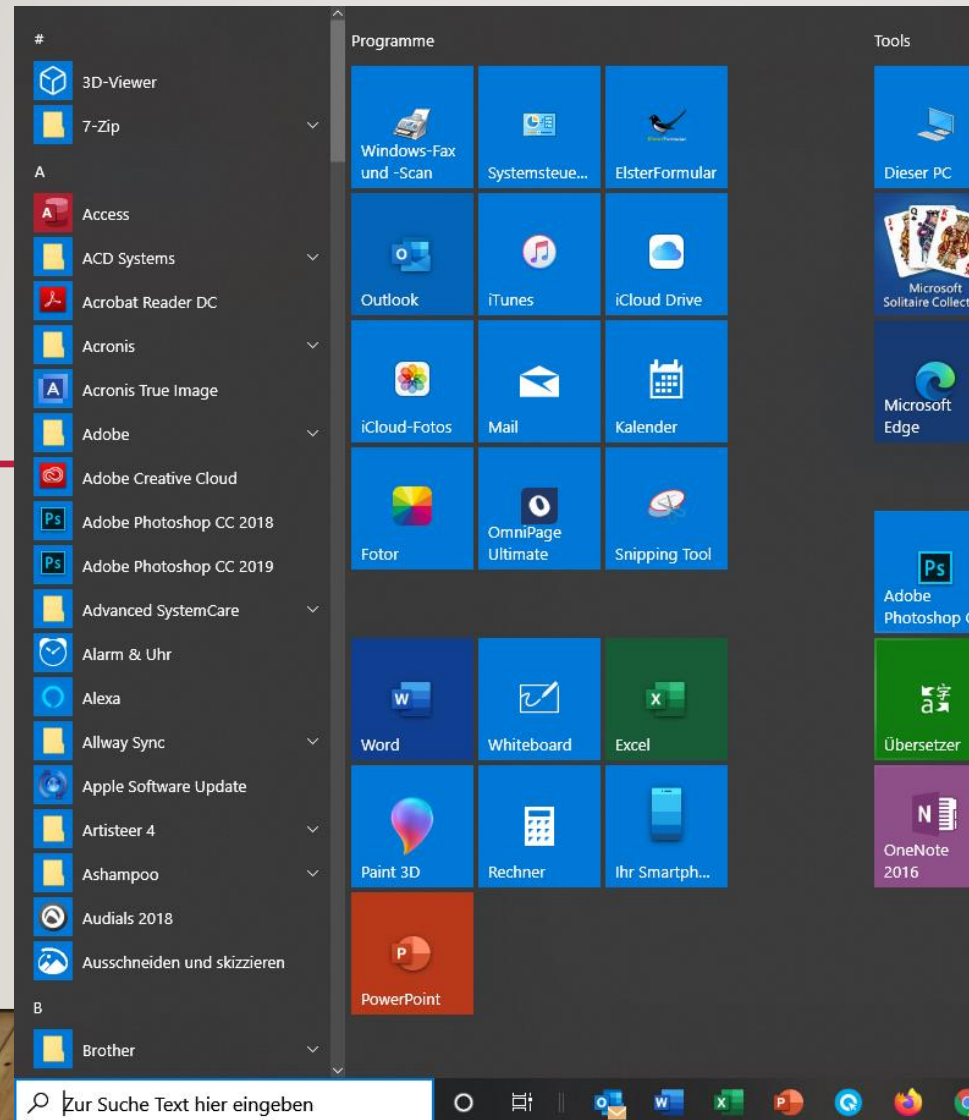 #
3D-Viewer
7-Zip
A
Access
ACD Systems
Acrobat Reader DC
Acronis
Acronis True Image
Adobe
Adobe Creative Cloud
Adobe Photoshop CC 2018
Adobe Photoshop CC 2019
Advanced SystemCare
Alarm & Uhr
Alexa
Allway Sync
Apple Software Update
Artisteer 4
Ashampoo
Audials 2018
Ausschneiden und skizzieren
B
Brother
Programme
Windows-Fax
und -Scan
Systemsteue...
ElsterFormular
Outlook
iTunes
iCloud Drive
iCloud-Fotos
Mail
Kalender
Fotor
OmniPage
Ultimate
Snipping Tool
Word
Whiteboard
Excel
Paint 3D
Rechner
Ihr Smartph...
PowerPoint
Tools
Dieser PC
Microsoft
Solitaire Collect
Microsoft
Edge
Adobe
Photoshop C
Übersetzer
OneNote
2016
Zur Suche Text hier eingeben